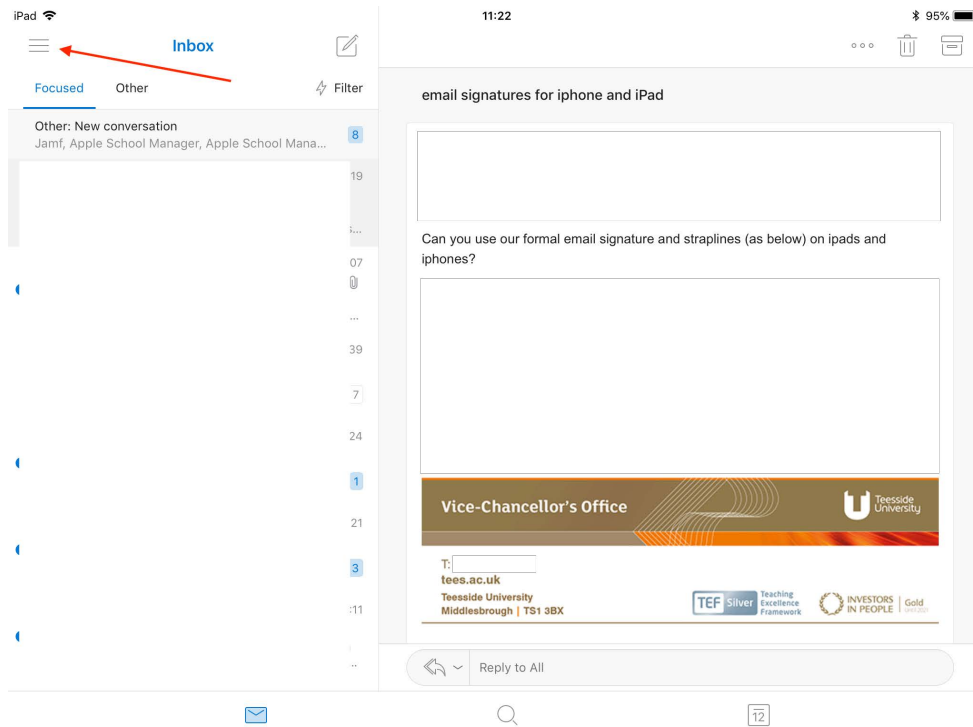 iPad 11:22 95%
Inbox
Focused Other Filter
Other: New conversation
Jamf, Apple School Manager, Apple School Mana...
8
19
s...
07
...
39
7
24
1
21
3
:11
..
email signatures for iphone and iPad
Can you use our formal email signature and straplines (as below) on ipads and
iphones?
Vice-Chancellor's Office
Teesside
University
T:
tees.ac.uk
Teesside University
Middlesbrough | TS1 3BX
TEF Silver
Teaching
Excellence
Framework
INVESTORS
IN PEOPLE
Gold
Reply to All
12